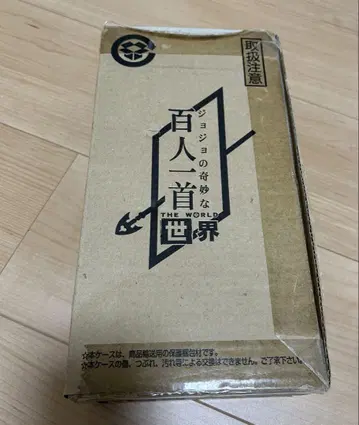 取扱注意
ジョジョの奇妙な
百人一首
THE WORLD
世界
☆本ケースは、商品輸送用の保護梱包材です。
☆本ケースの傷、つぶれ、汚れ等による交換はできません。ご了承下さい。